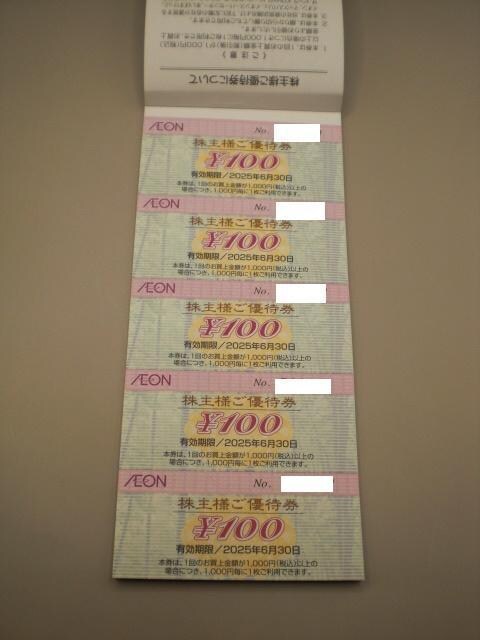 株主様ご優待券について
(ご注意)
AEON
No.
株主様ご優待券
¥100
有効期限/2025年6月30日
本券は、1回のお買上金額が1,000円(税込)以上の
場合につき、1,000円毎に1枚ご利用できます。
AEON
No.
株主様ご優待券
¥100
有効期限/2025年6月30日
本券は、1回のお買上金額が1,000円(税込)以上の
場合につき、1,000円毎に1枚ご利用できます。
AEON
No.
株主様ご優待券
¥100
有効期限/2025年6月30日
本券は、1回のお買上金額が1,000円(税込)以上の
場合につき、1,000円毎に1枚ご利用できます。
AEON
No.
株主様ご優待券
¥100
有効期限/2025年6月30日
本券は、1回のお買上金額が1,000円(税込)以上の
場合につき、1,000円毎に1枚ご利用できます。
AEON
No.
株主様ご優待券
¥100
有効期限/2025年6月30日
本券は、1回のお買上金額が1,000円(税込)以上の
場合につき、1,000円毎に1枚ご利用できます。